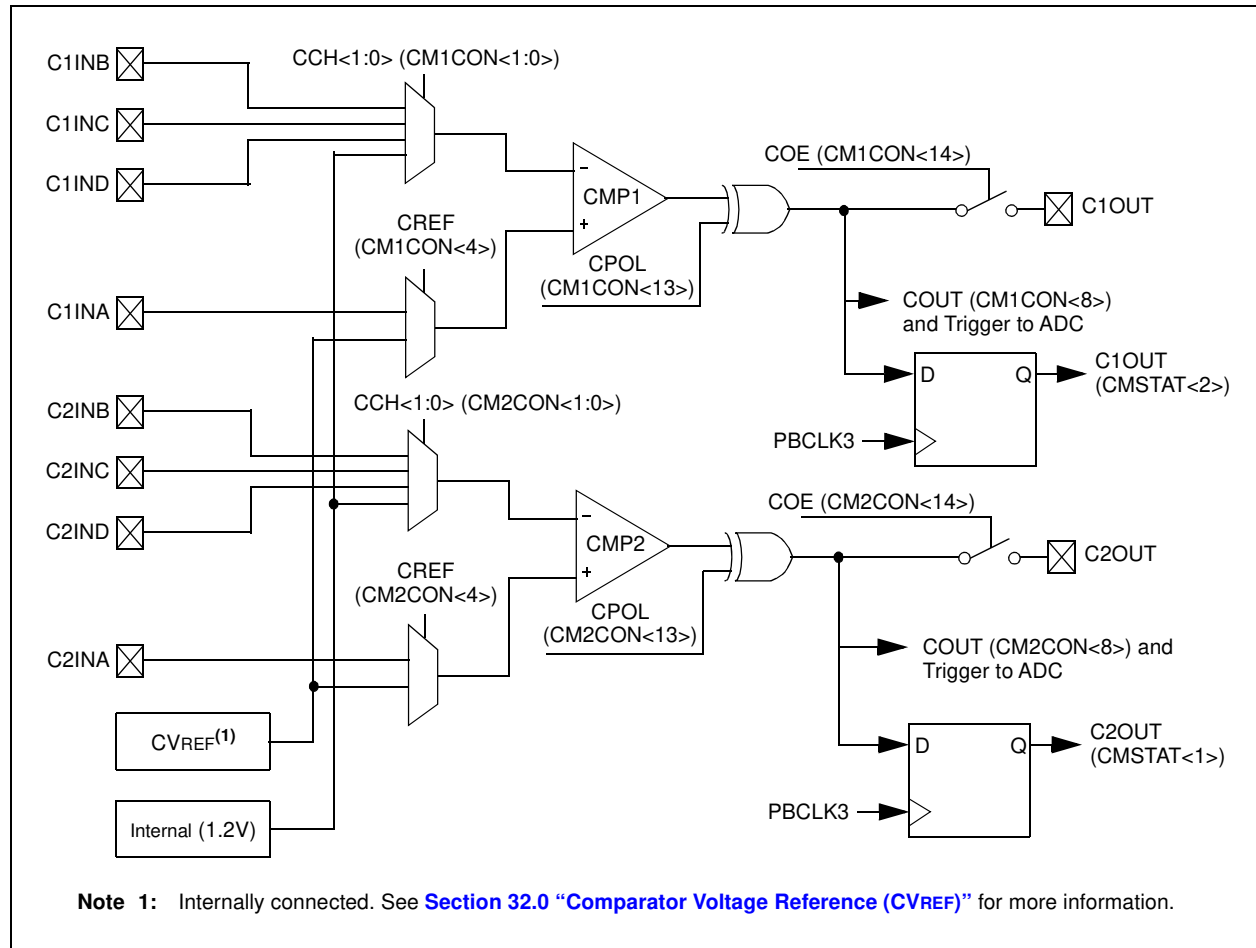 C1INB
CCH<1:0> (CM1CON<1:0>)
C1INC
C1IND
COE (CM1CON<14>)
-
CMP1
+
C1OUT
CREF
(CM1CON<4>)
CPOL
(CM1CON<13>)
C1INA
COUT (CM1CON<8>)
and Trigger to ADC
D
Q
C1OUT
(CMSTAT<2>)
PBCLK3
C2INB
CCH<1:0> (CM2CON<1:0>)
C2INC
C2IND
COE (CM2CON<14>)
-
CMP2
+
C2OUT
CREF
(CM2CON<4>)
CPOL
(CM2CON<13>)
C2INA
COUT (CM2CON<8>) and
Trigger to ADC
CVREF(1)
D
Q
C2OUT
(CMSTAT<1>)
PBCLK3
Internal (1.2V)
Note 1: Internally connected. See Section 32.0 “Comparator Voltage Reference (CVREF)” for more information.